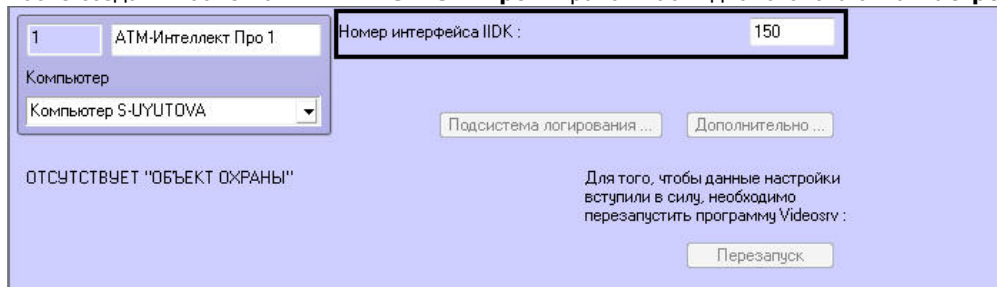 1
АТМ-Интеллект Про 1
Номер интерфейса IIDK :
150
Компьютер
Компьютер S-UYUTOVA
Подсистема логирования ...
Дополнительно ...
ОТСУТСТВУЕТ "ОБЪЕКТ ОХРАНЫ"
Для того, чтобы данные настройки
вступили в силу, необходимо
перезапустить программу Videosrv :
Перезапуск